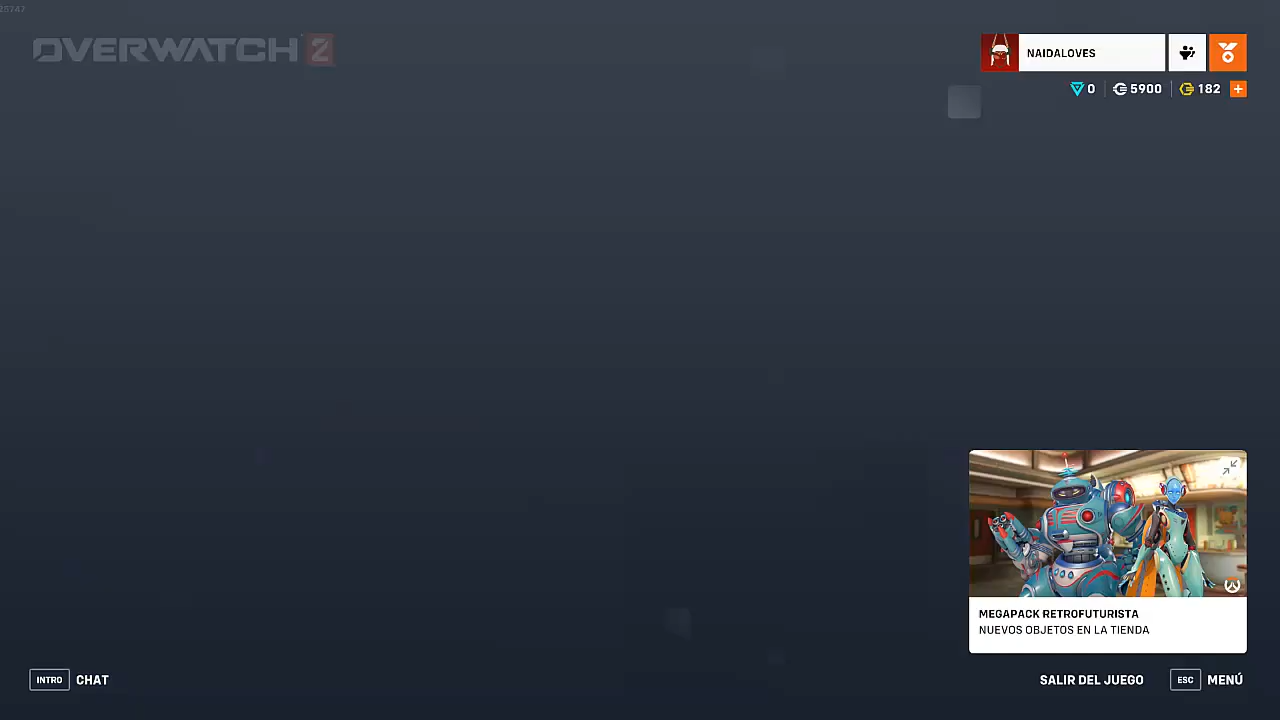 25747
OVERWATCH 2
NAIDALOVES
0
5900
182
+
MEGAPACK RETROFUTURISTA
NUEVOS OBJETOS EN LA TIENDA
INTRO CHAT
SALIR DEL JUEGO
ESC MENÚ